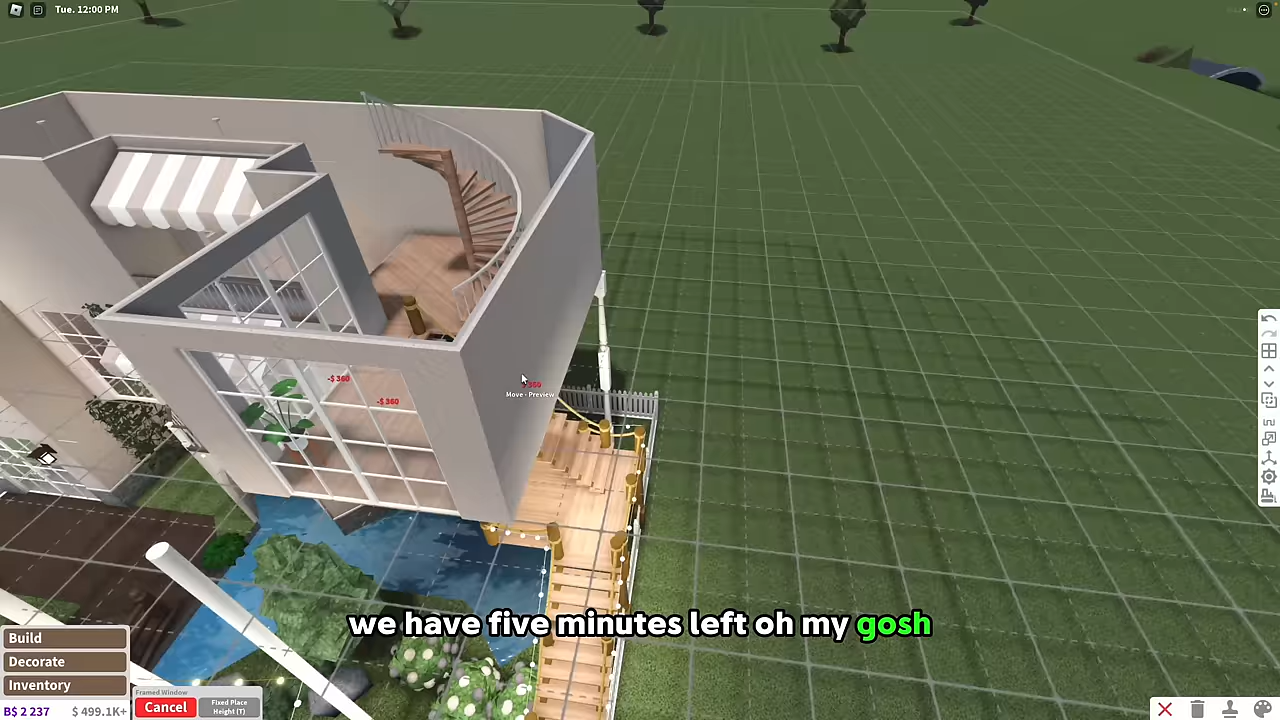 Tue. 12:00 PM
-$ 360
-$ 360
Move - Preview
we have five minutes left oh my gosh
Build
Decorate
Inventory
Framed Window
Cancel
Fixed Place
Height (T)
B$ 2 237
$ 499.1K+